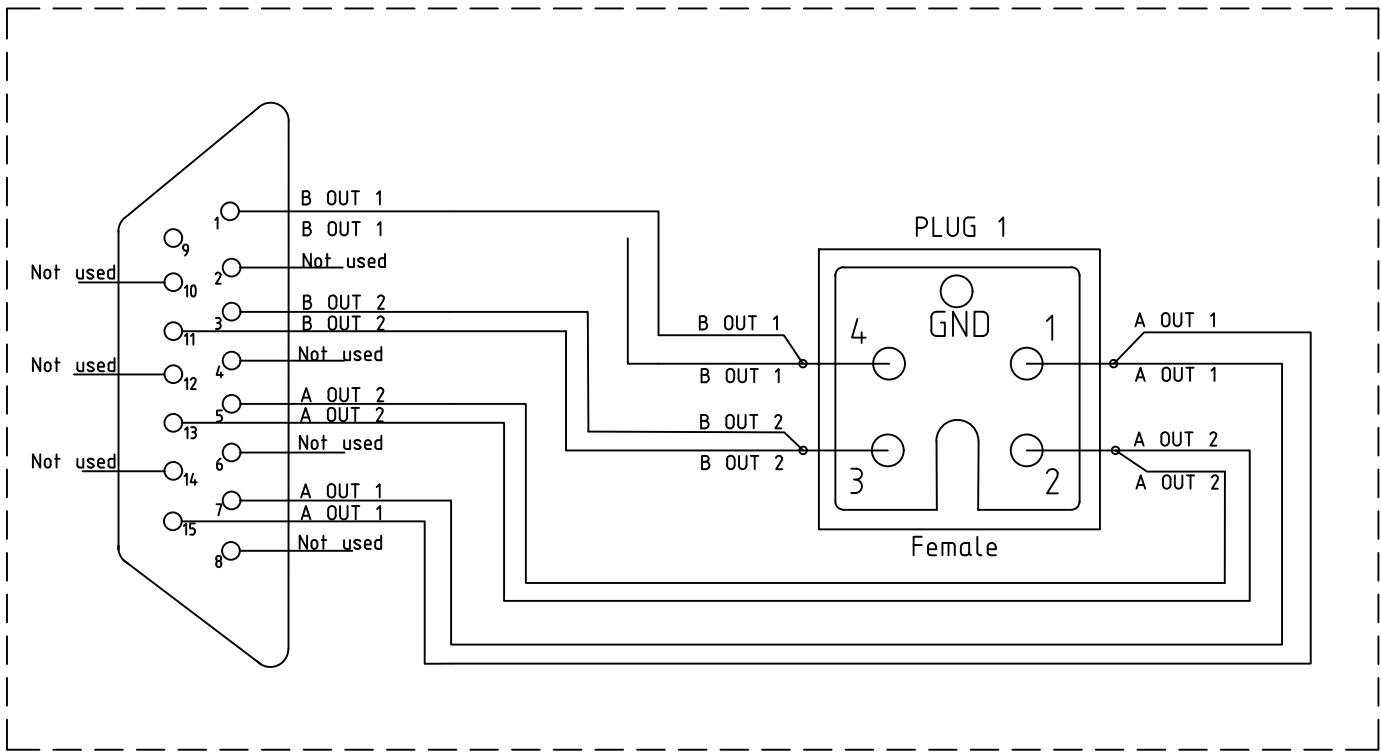 B OUT 1
1
B OUT 1
9
Not used
2
Not used
10
B OUT 2
3
B OUT 2
11
Not used
4
Not used
12
A OUT 2
5
A OUT 2
13
Not used
6
Not used
14
A OUT 1
7
A OUT 1
15
Not used
8
B OUT 1
B OUT 1
B OUT 2
B OUT 2
PLUG 1
GND
4
1
3
2
Female
A OUT 1
A OUT 1
A OUT 2
A OUT 2